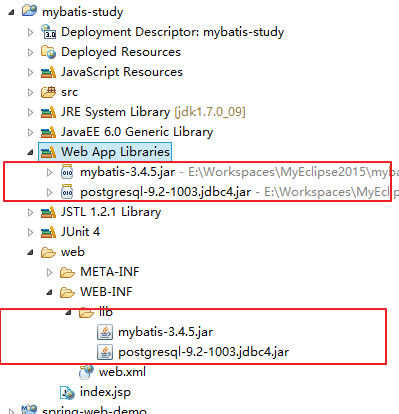 mybatis-study
3.0 Deployment Descriptor: mybatis-study
Deployed Resources
JavaScript Resources
src
JRE System Library [jdk1.7.0_09]
JavaEE 6.0 Generic Library
Web App Libraries
mybatis-3.4.5.jar - E:\Workspaces\MyEclipse2015\myba
postgresql-9.2-1003.jdbc4.jar - E:\Workspaces\MyEcl
JSTL 1.2.1 Library
JUnit 4
web
META-INF
WEB-INF
lib
mybatis-3.4.5.jar
postgresql-9.2-1003.jdbc4.jar
web.xml
index.jsp
spring-web-demo